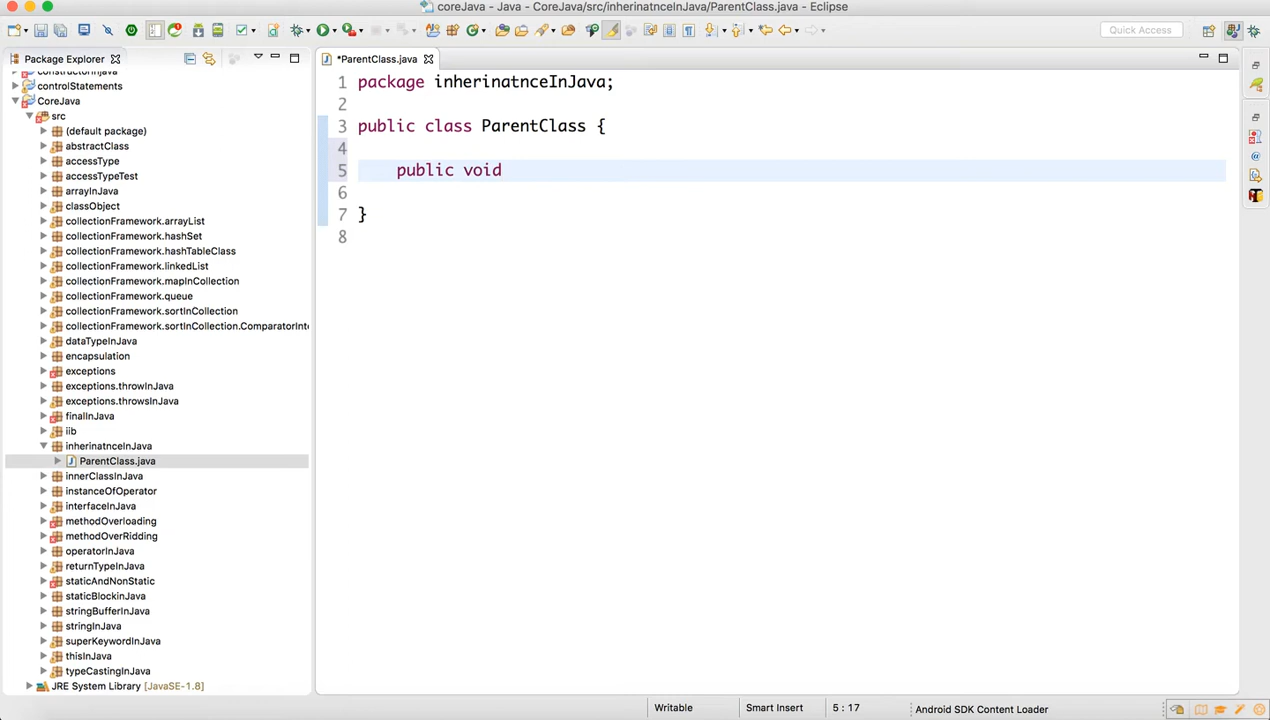 coreJava - Java - CoreJava/src/inherinatnceInJava/ParentClass.java - Eclipse
Quick Access
Package Explorer
*ParentClass.java
controlStatements
CoreJava
src
(default package)
abstractClass
accessType
accessTypeTest
arrayInJava
classObject
collectionFramework.arrayList
collectionFramework.hashSet
collectionFramework.hashTableClass
collectionFramework.linkedList
collectionFramework.mapInCollection
collectionFramework.queue
collectionFramework.sortInCollection
collectionFramework.sortInCollection.ComparatorInte
dataTypeInJava
encapsulation
exceptions
exceptions.throwInJava
exceptions.throwsInJava
finalInJava
iib
inherinatnceInJava
ParentClass.java
innerClassInJava
instanceOfOperator
interfaceInJava
methodOverloading
methodOverRidding
operatorInJava
returnTypeInJava
staticAndNonStatic
staticBlockinJava
stringBufferInJava
stringInJava
superKeywordInJava
thisInJava
typeCastingInJava
JRE System Library [JavaSE-1.8]
1 package inherinatnceInJava;
2
3 public class ParentClass {
4
5 public void
6
7 }
8
Writable
Smart Insert
5 : 17
Android SDK Content Loader